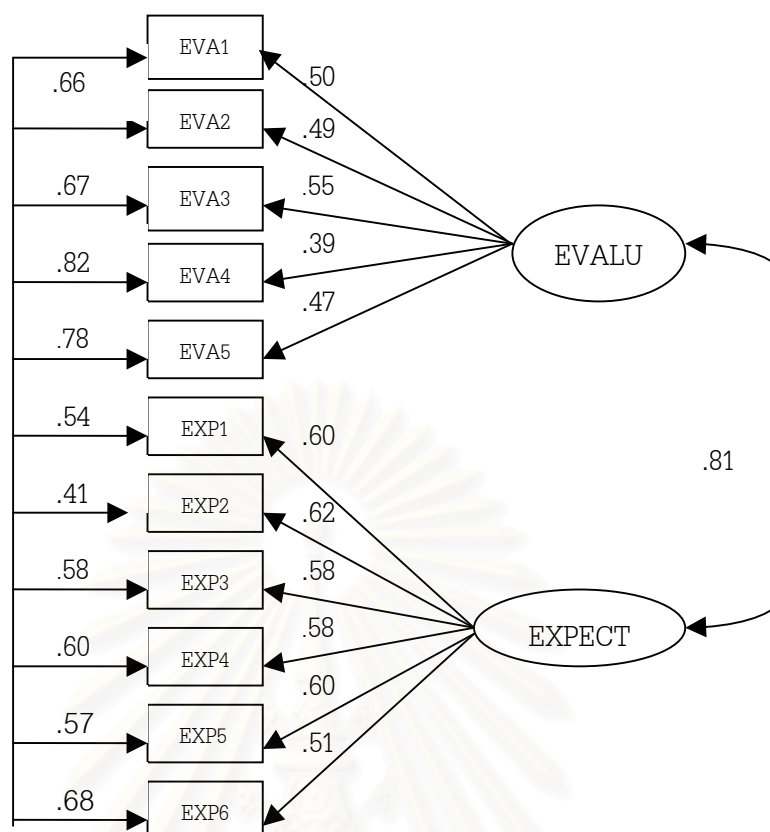 EVA1
.50
.66
EVA2
.49
.67
EVA3
.55
.82
EVA4
.39
.78
EVA5
.47
EVALU
.54
EXP1
.60
.81
.41
EXP2
.62
.58
EXP3
.58
.60
EXP4
.58
EXPECT
.57
EXP5
.60
.68
EXP6
.51